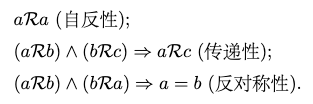 a𝓡a (自反性);
(a𝓡b) ∧ (b𝓡c) ⇒ a𝓡c (传递性);
(a𝓡b) ∧ (b𝓡a) ⇒ a = b (反对称性).